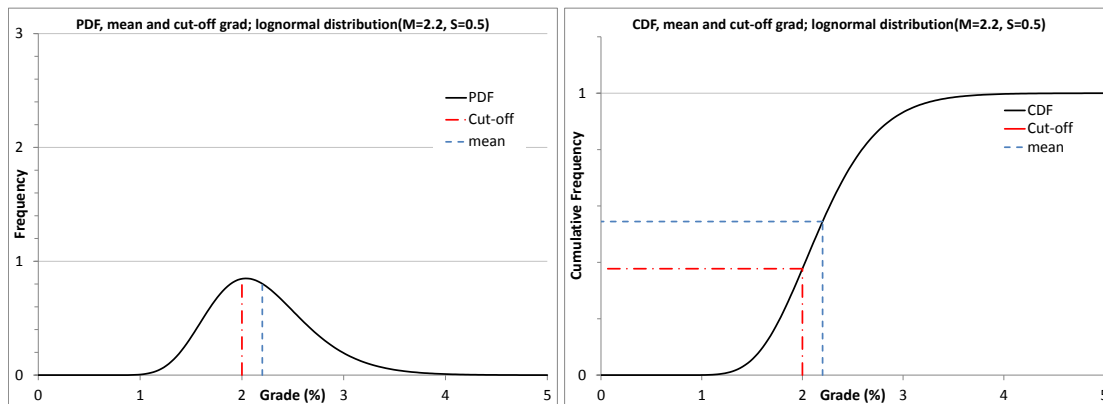 PDF, mean and cut-off grad; lognormal distribution(M=2.2, S=0.5)
3
2
1
0
Frequency
PDF
Cut-off
mean
0 1 2 3 4 5
Grade (%)
CDF, mean and cut-off grad; lognormal distribution(M=2.2, S=0.5)
1
0
Cumulative Frequency
CDF
Cut-off
mean
0 1 2 3 4 5
Grade (%)